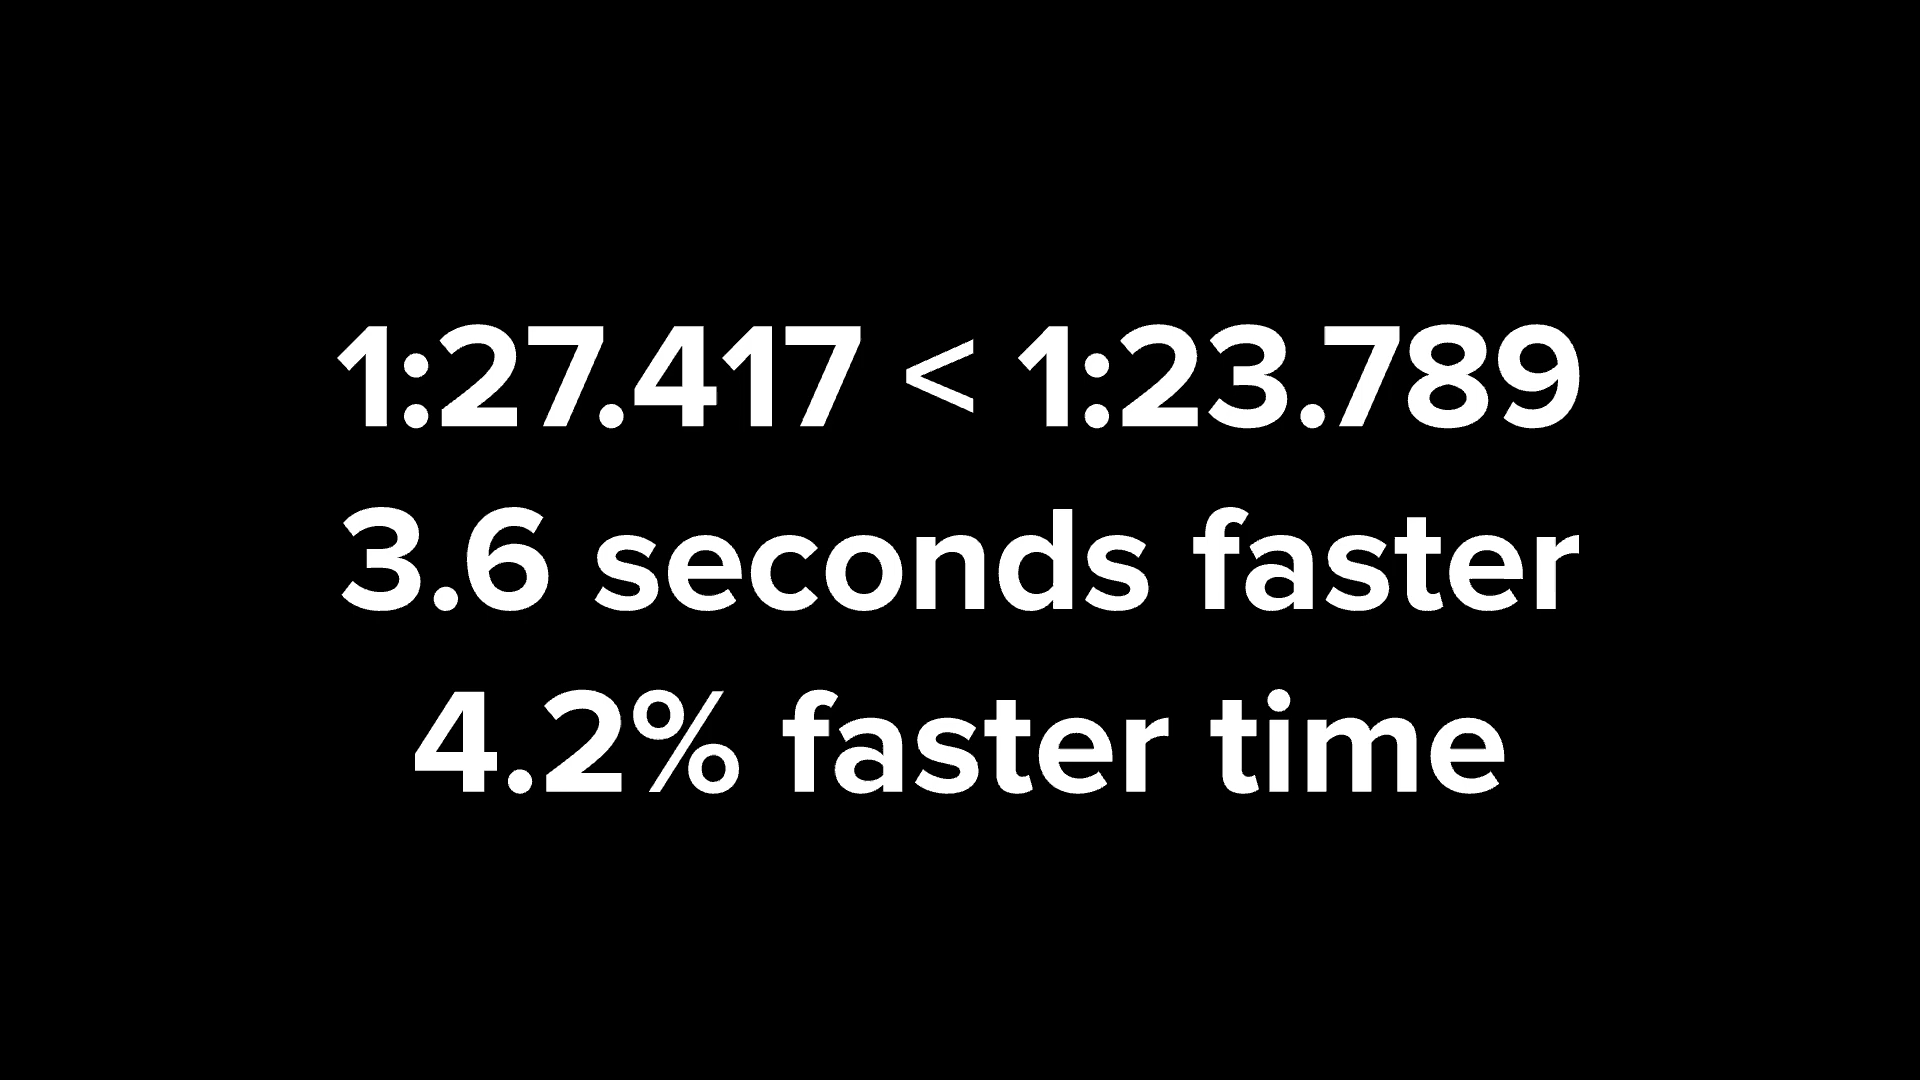 1:27.417 < 1:23.789
3.6 seconds faster
4.2% faster time